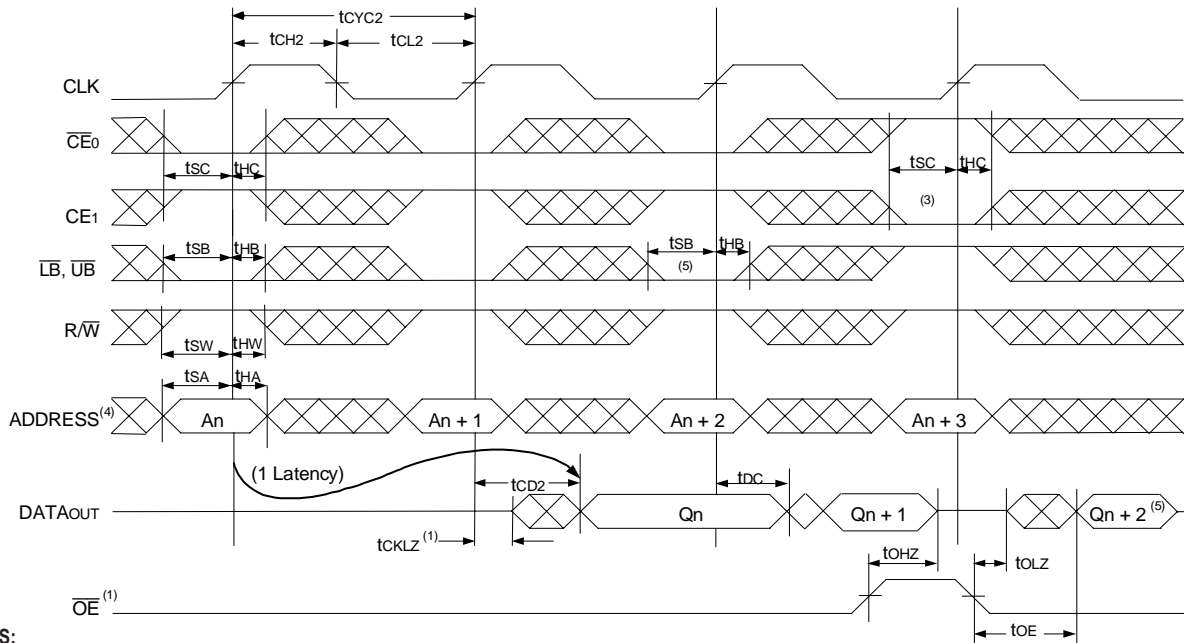 tCYC2
tCH2
tCL2
CLK
CE0
tSC
tHC
tSC
tHC
(3)
CE1
tSB
tHB
tSB
tHB
(5)
LB, UB
R/W
tSW
tHW
tSA
tHA
ADDRESS(4)
An
An + 1
An + 2
An + 3
(1 Latency)
tCD2
tDC
DATAOUT
Qn
Qn + 1
Qn + 2 (5)
tCKLZ (1)
tOHZ
tOLZ
OE (1)
tOE
S: